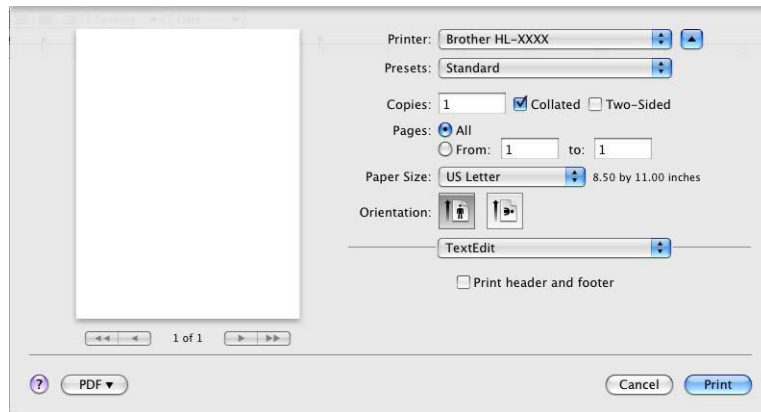 Printer: Brother HL-XXXX
Presets: Standard
Copies: 1 Collated Two-Sided
Pages: All
From: 1 to: 1
Paper Size: US Letter 8.50 by 11.00 inches
Orientation:
TextEdit
Print header and footer
1 of 1
? PDF Cancel Print